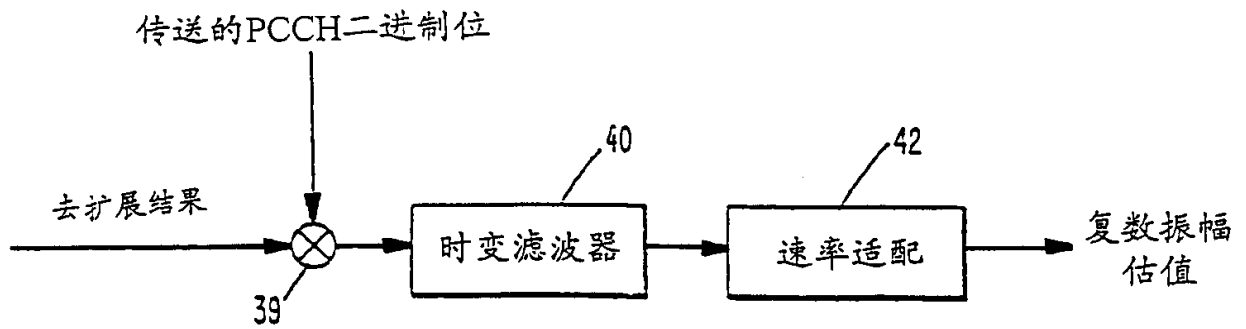 传送的PCCH二进制位
40
42
去扩展结果
时变滤波器
速率适配
复数振幅
估值
39